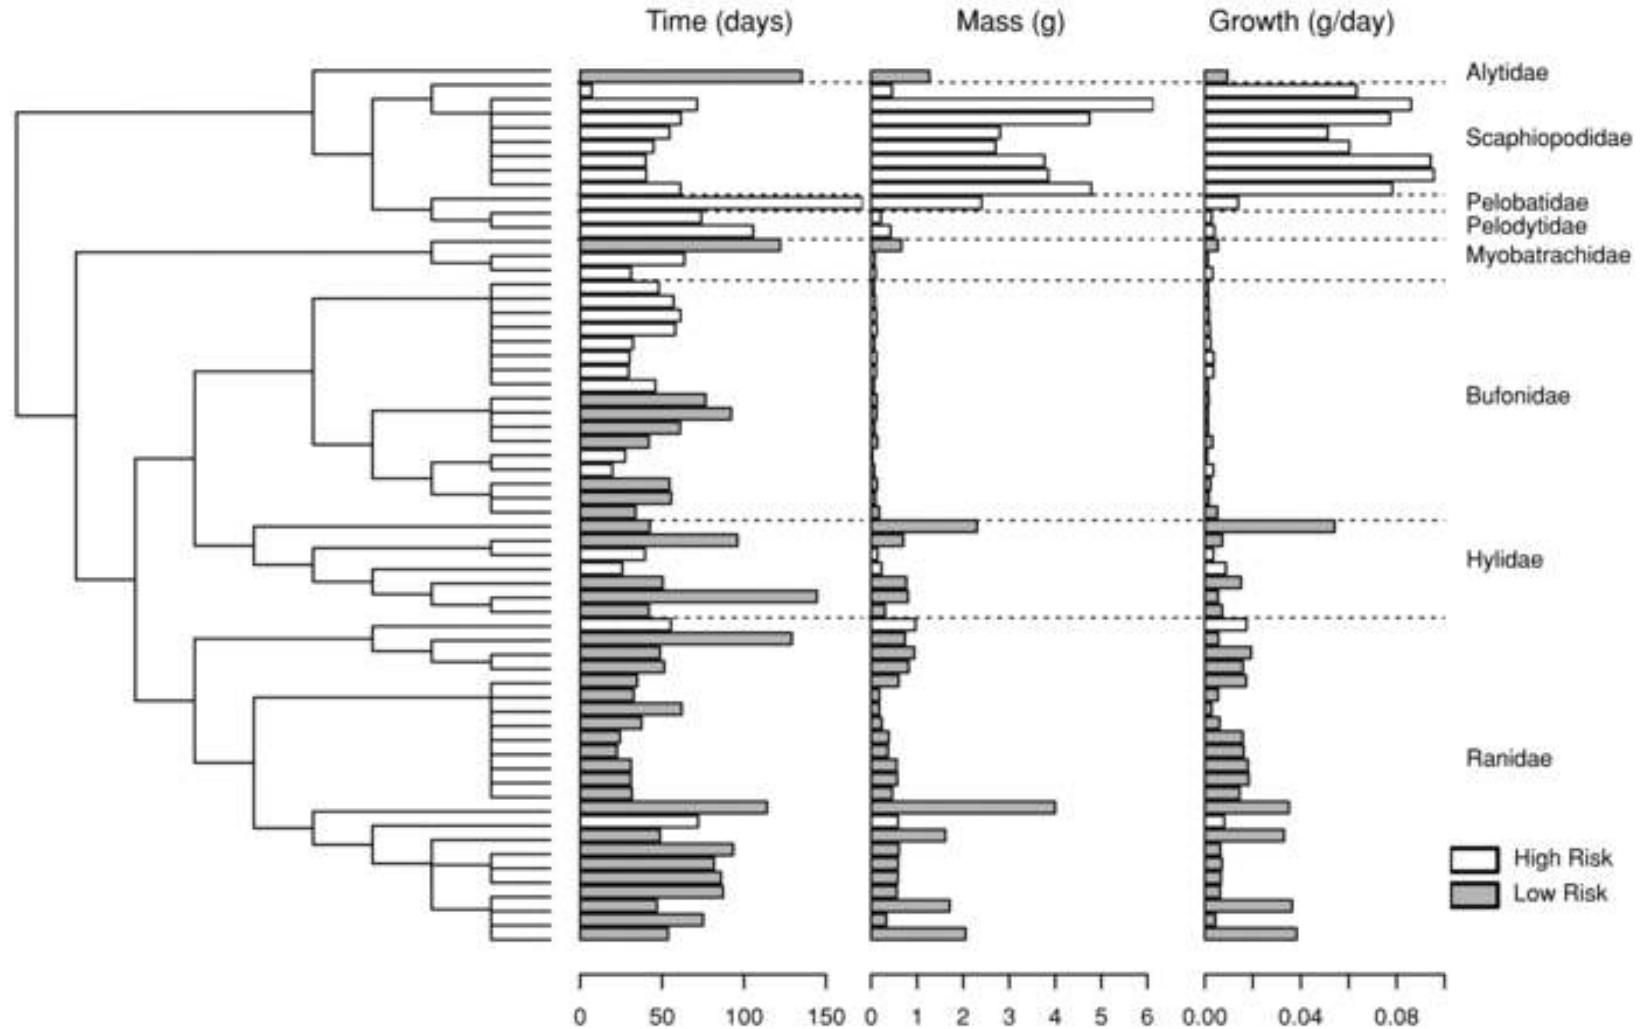 Time (days) Mass (g) Growth (g/day)
Alytidae
Scaphiopodidae
Pelobatidae
Pelodytidae
Myobatrachidae
Bufonidae
Hylidae
Ranidae
High Risk
Low Risk
0 50 100 150 0 1 2 3 4 5 6 0.00 0.04 0.08